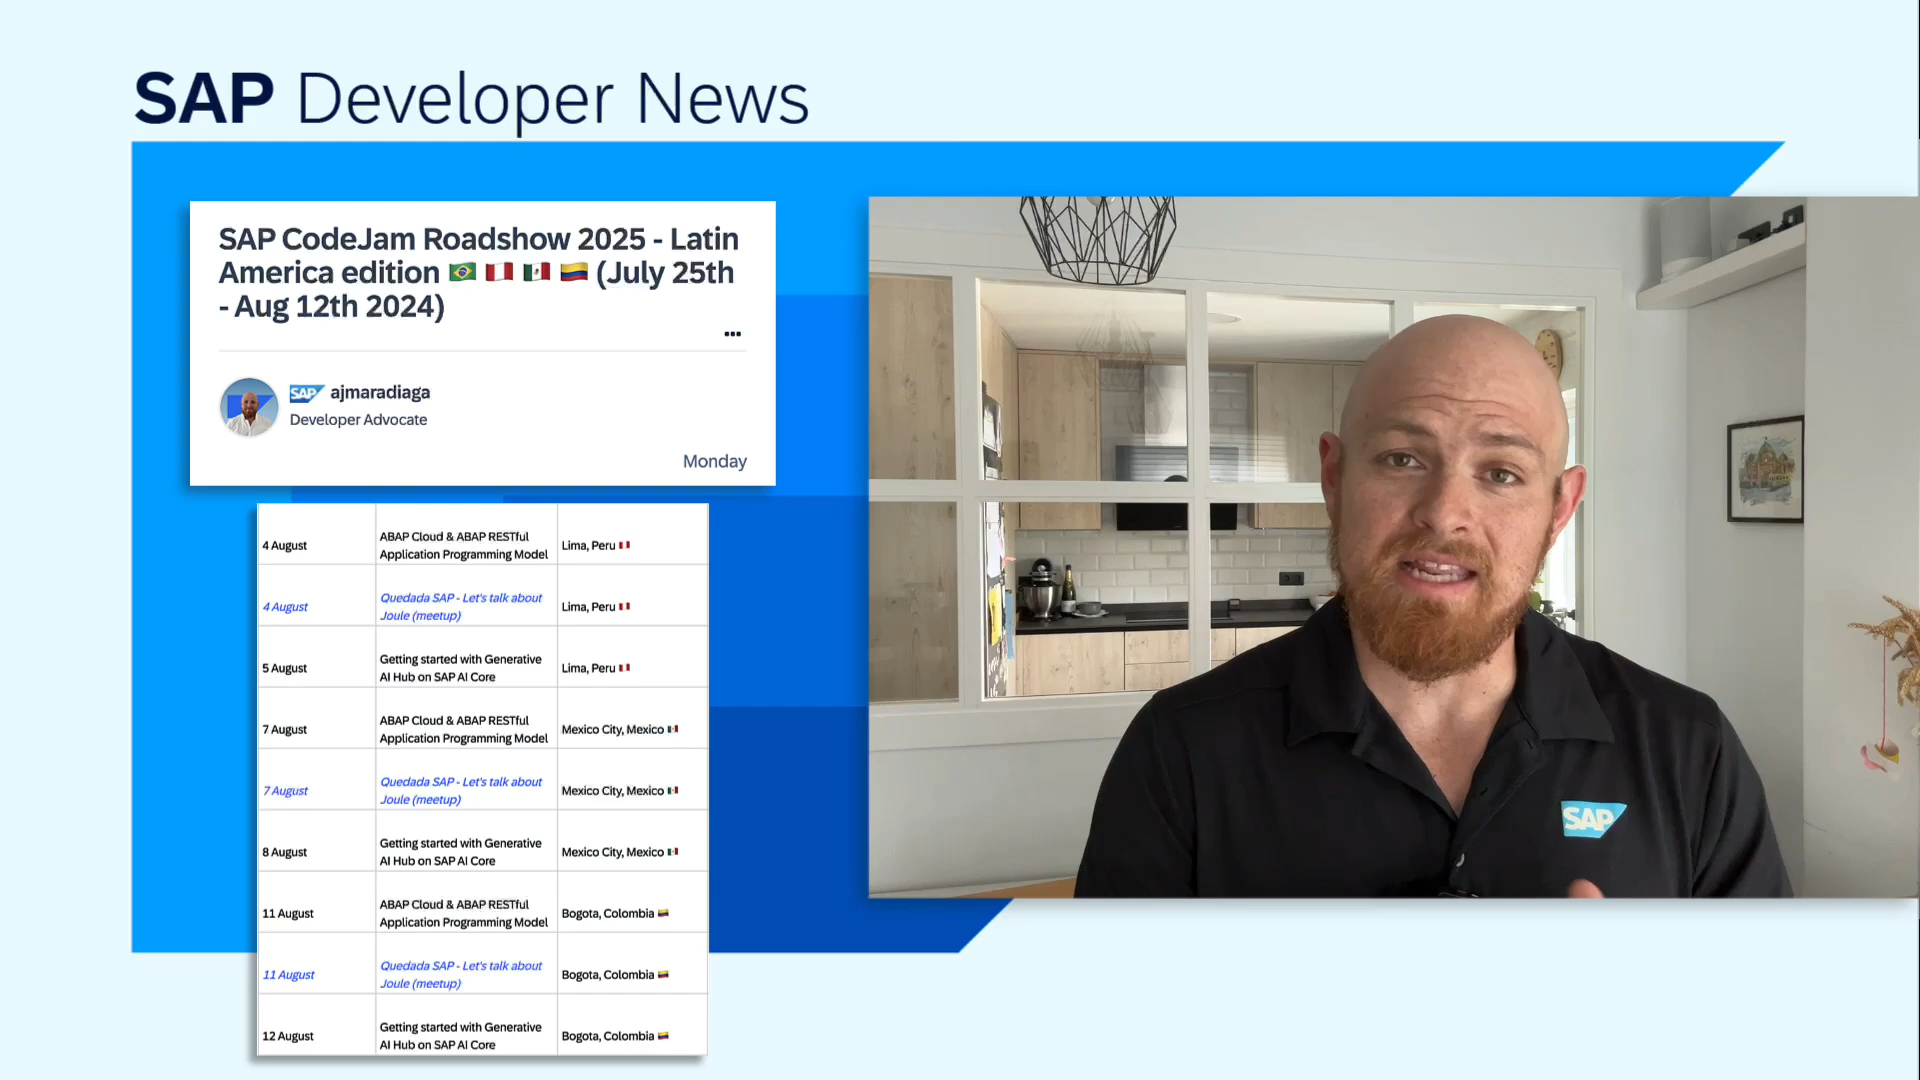 SAP Developer News
SAP CodeJam Roadshow 2025 - Latin
America edition 🇧🇷 🇵🇪 🇲🇽 🇨🇴 (July 25th
- Aug 12th 2024)
...
SAP ajmaradiaga
Developer Advocate
Monday
4 August
ABAP Cloud & ABAP RESTful
Application Programming Model
Lima, Peru 🇵🇪
4 August
Quedada SAP - Let's talk about
Joule (meetup)
Lima, Peru 🇵🇪
5 August
Getting started with Generative
AI Hub on SAP AI Core
Lima, Peru 🇵🇪
7 August
ABAP Cloud & ABAP RESTful
Application Programming Model
Mexico City, Mexico 🇲🇽
7 August
Quedada SAP - Let's talk about
Joule (meetup)
Mexico City, Mexico 🇲🇽
8 August
Getting started with Generative
AI Hub on SAP AI Core
Mexico City, Mexico 🇲🇽
11 August
ABAP Cloud & ABAP RESTful
Application Programming Model
Bogota, Colombia 🇨🇴
11 August
Quedada SAP - Let's talk about
Joule (meetup)
Bogota, Colombia 🇨🇴
12 August
Getting started with Generative
AI Hub on SAP AI Core
Bogota, Colombia 🇨🇴
SAP